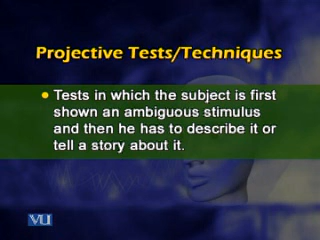 Projective Tests/Techniques
• Tests in which the subject is first
shown an ambiguous stimulus
and then he has to describe it or
tell a story about it.
VU